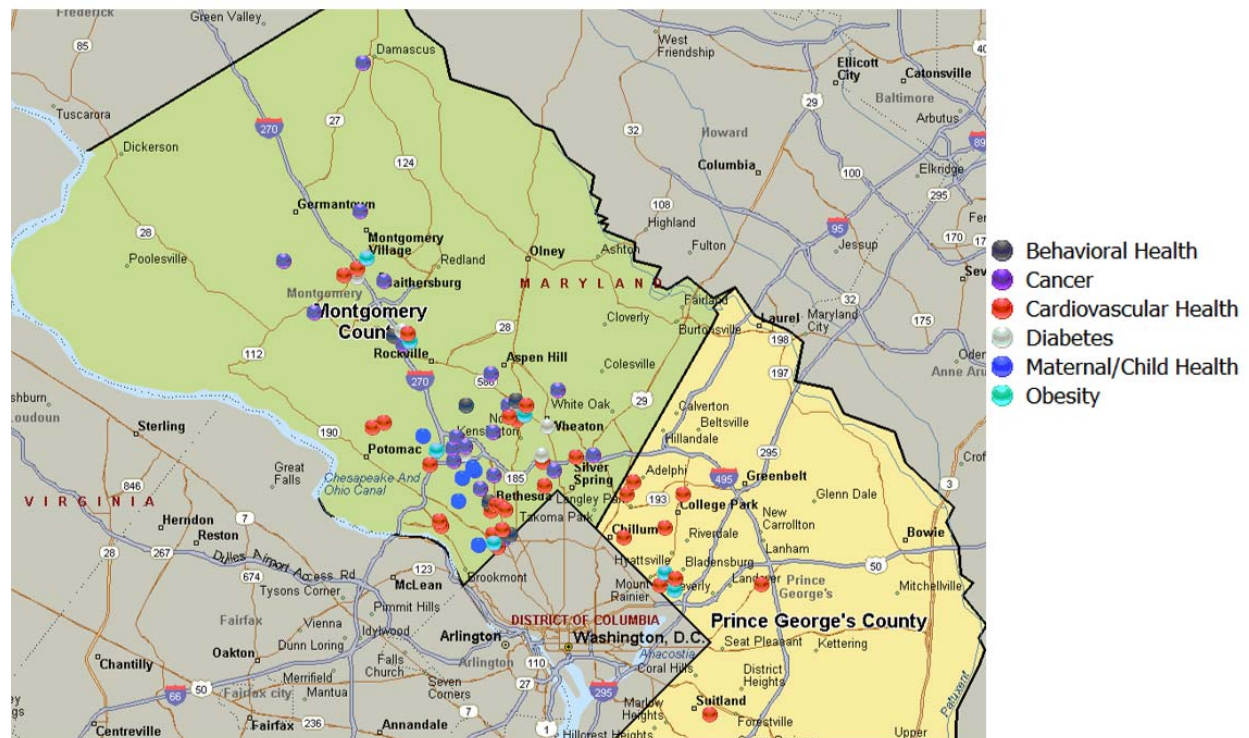 Frederick
Green Valley
85
Damascus
West
Friendship
40
Ellicott
City
Catonsville
Baltimore
Arbutus
29
Tuscarora
270
27
Dickerson
32
Howard
124
Columbia
100
Elkridge
895
295
108
Highland
Germantown
28
Montgomery
Village
Olney
Ashton
Fulton
95
Jessup
170
Poolesville
Redland
Gaithersburg
MARYLAND
Montgomery
Montgomery
County
Fairland
Burtonsville
Laurel
Maryland
City
32
175
198
Cloverly
28
112
Rockville
Aspen Hill
Colesville
197
270
586
29
White Oak
Calverton
Beltsville
Sterling
190
Kensington
Wheaton
Hillandale
295
Potomac
Great
Falls
Chesapeake And
Ohio Canal
185
Silver
Spring
Adelphi
495
Greenbelt
3
846
VIRGINIA
Bethesda
Langley Park
193
College Park
Glenn Dale
Herndon
7
Takoma Park
Chillum
New
Carrollton
Bowie
Reston
Riverdale
28
267
Dulles Airport Access Rd
123
Hyattsville
Bladensburg
Lanham
50
674
McLean
Brookmont
Mount
Rainier
Cheverly
Landover
Prince
George's
Mitchellville
Tysons Corner
Pimmit Hills
Fairfax
DISTRICT OF COLUMBIA
Prince George's County
Vienna
Idylwood
Arlington
Washington, D.C.
Oakton
Dunn Loring
Falls
Church
Arlington
Anacostia
Seat Pleasant
Kettering
Chantilly
110
Coral Hills
Merrifield
Seven
Corners
27
295
District
Heights
66
50
Fairfax city
Mantua
Marlow
Heights
Suitland
Patuxent
7
Centreville
Fairfax
236
Annandale
1
Hillcrest Heights
Forestville
Upper
Behavioral Health
Cancer
Cardiovascular Health
Diabetes
Maternal/Child Health
Obesity